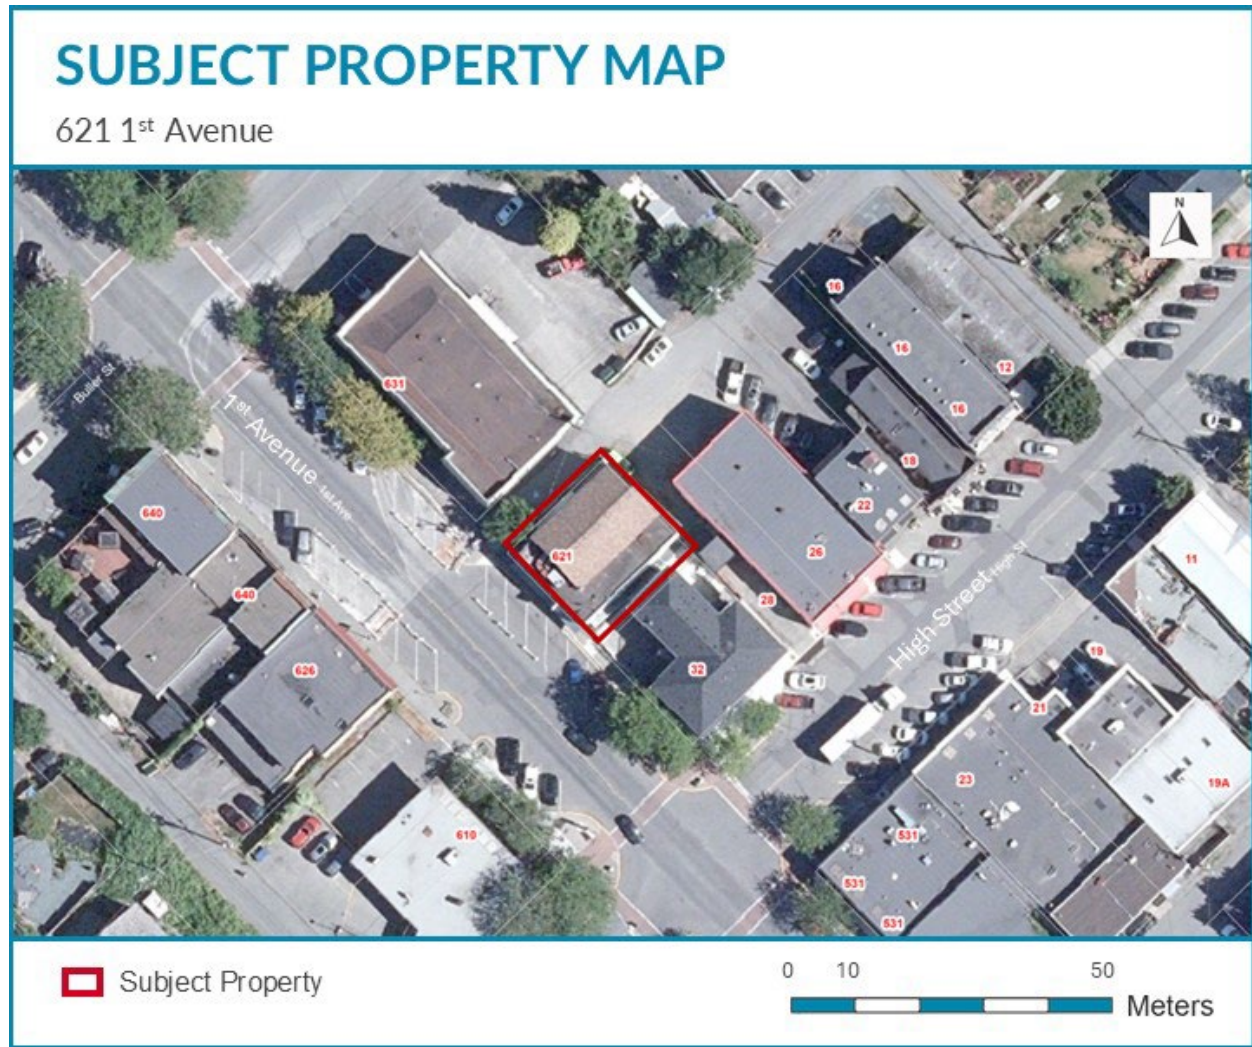 SUBJECT PROPERTY MAP
621 1st Avenue
N
16
16
12
631
16
Buller St
1st Avenue
1st Ave
18
640
22
621
26
11
640
28
High Street
High St
626
32
19
21
23
19A
610
531
531
531
Subject Property
0 10 50
Meters